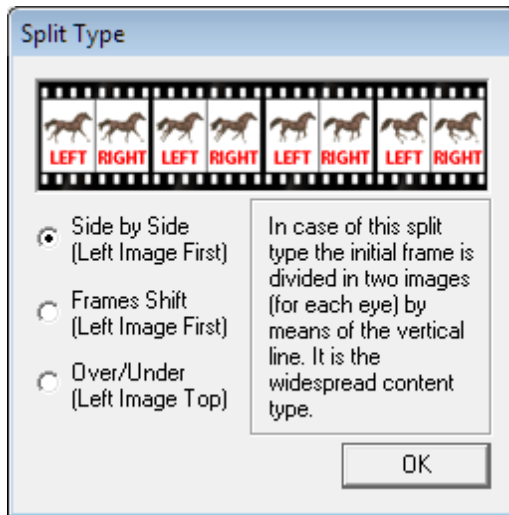 Split Type
LEFT RIGHT LEFT RIGHT LEFT RIGHT LEFT RIGHT
Side by Side
(Left Image First)
Frames Shift
(Left Image First)
Over/Under
(Left Image Top)
In case of this split
type the initial frame is
divided in two images
(for each eye) by
means of the vertical
line. It is the
widespread content
type.
OK